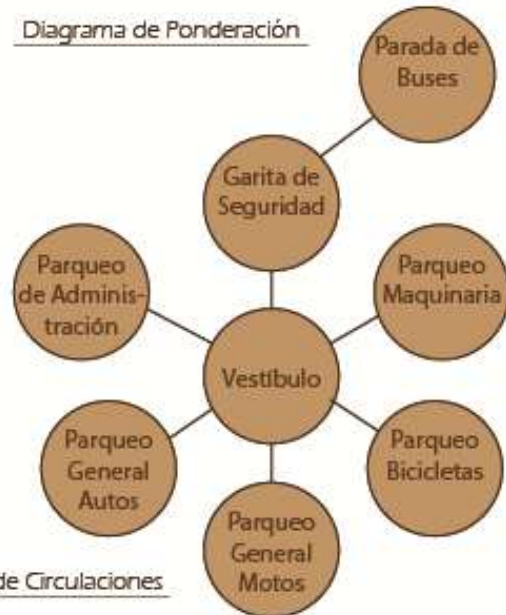 Diagrama de Ponderación
Parada de
Buses
Garita de
Seguridad
Parqueo
de Adminis-
tración
Parqueo
Maquinaria
Vestíbulo
Parqueo
General
Autos
Parqueo
Bicicletas
Parqueo
General
Motos
de Circulaciones